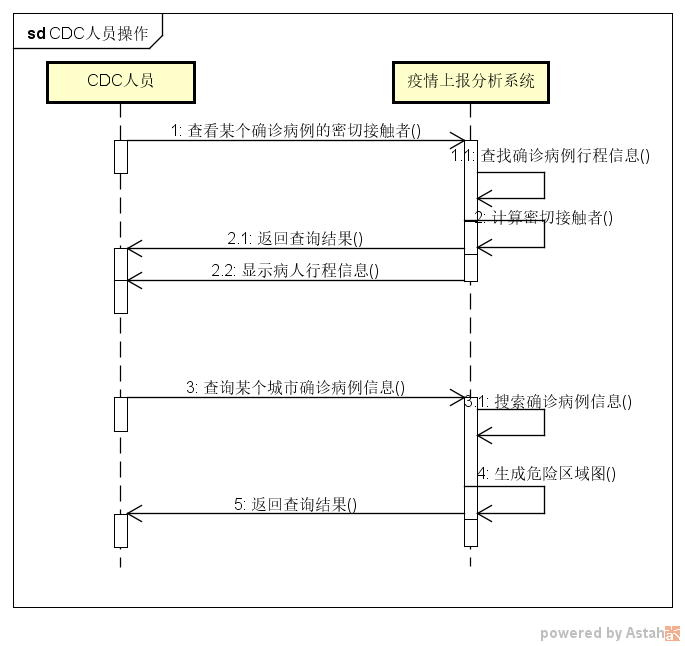 sd CDC人员操作
CDC人员
疫情上报分析系统
1: 查看某个确诊病例的密切接触者()
1.1: 查找确诊病例行程信息()
2: 计算密切接触者()
2.1: 返回查询结果()
2.2: 显示病人行程信息()
3: 查询某个城市确诊病例信息()
3.1: 搜索确诊病例信息()
4: 生成危险区域图()
5: 返回查询结果()
powered by Astah